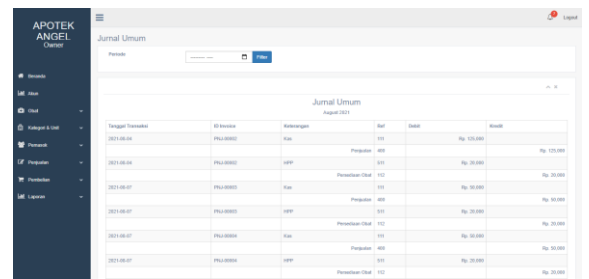 APOTEK
ANGEL
Owner
Beranda
Akun
Obat
Kategori & Unit
Pemasok
Penjualan
Pembelian
Laporan
Logout
Jurnal Umum
Periode
Filter
Jurnal Umum
August 2021
Tanggal Transaksi ID Invoice Keterangan Ref Debit Kredit
2021-08-04 PNJ-00002 Kas 111 Rp. 125,000
Penjualan 400 Rp. 125,000
2021-08-04 PNJ-00002 HPP 511 Rp. 20,000
Persediaan Obat 112 Rp. 20,000
2021-08-07 PNJ-00003 Kas 111 Rp. 50,000
Penjualan 400 Rp. 50,000
2021-08-07 PNJ-00003 HPP 511 Rp. 20,000
Persediaan Obat 112 Rp. 20,000
2021-08-07 PNJ-00004 Kas 111 Rp. 50,000
Penjualan 400 Rp. 50,000
2021-08-07 PNJ-00004 HPP 511 Rp. 20,000
Persediaan Obat 112 Rp. 20,000